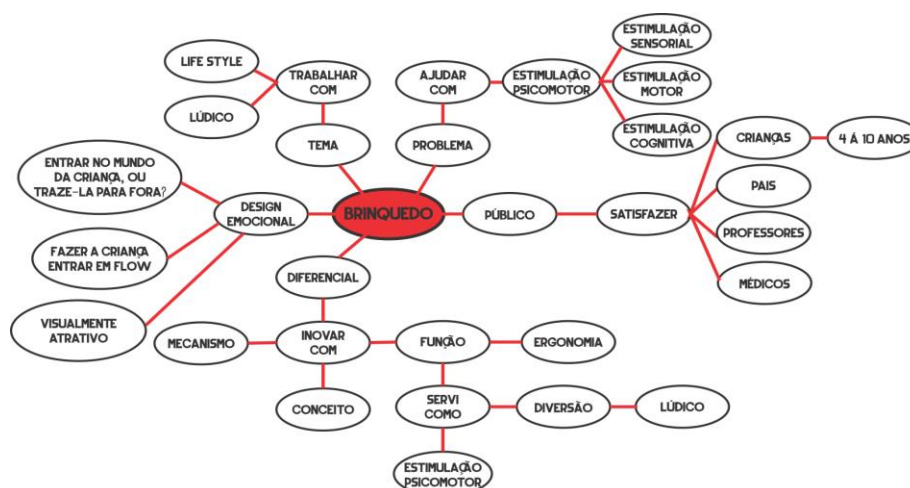 ESTIMULAÇÃO
SENSORIAL
LIFE STYLE
TRABALHAR
COM
AJUDAR
COM
ESTIMULAÇÃO
PSICOMOTOR
ESTIMULAÇÃO
MOTOR
LÚDICO
ESTIMULAÇÃO
COGNITIVA
CRIANÇAS
4 Á 10 ANOS
TEMA
PROBLEMA
ENTRAR NO MUNDO
DA CRIANÇA, OU
TRAZE-LA PARA FORA?
PAIS
DESIGN
EMOCIONAL
BRINQUEDO
PÚBLICO
SATISFAZER
PROFESSORES
FAZER A CRIANÇA
ENTRAR EM FLOW
DIFERENCIAL
MÉDICOS
VISUALMENTE
ATRATIVO
MECANISMO
INOVAR
COM
FUNÇÃO
ERGONOMIA
CONCEITO
SERVI
COMO
DIVERSÃO
LÚDICO
ESTIMULAÇÃO
PSICOMOTOR